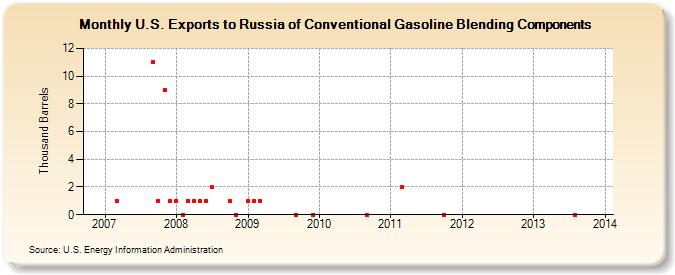 Monthly U.S. Exports to Russia of Conventional Gasoline Blending Components
Thousand Barrels
12
10
8
6
4
2
0
2007 2008 2009 2010 2011 2012 2013 2014
Source: U.S. Energy Information Administration